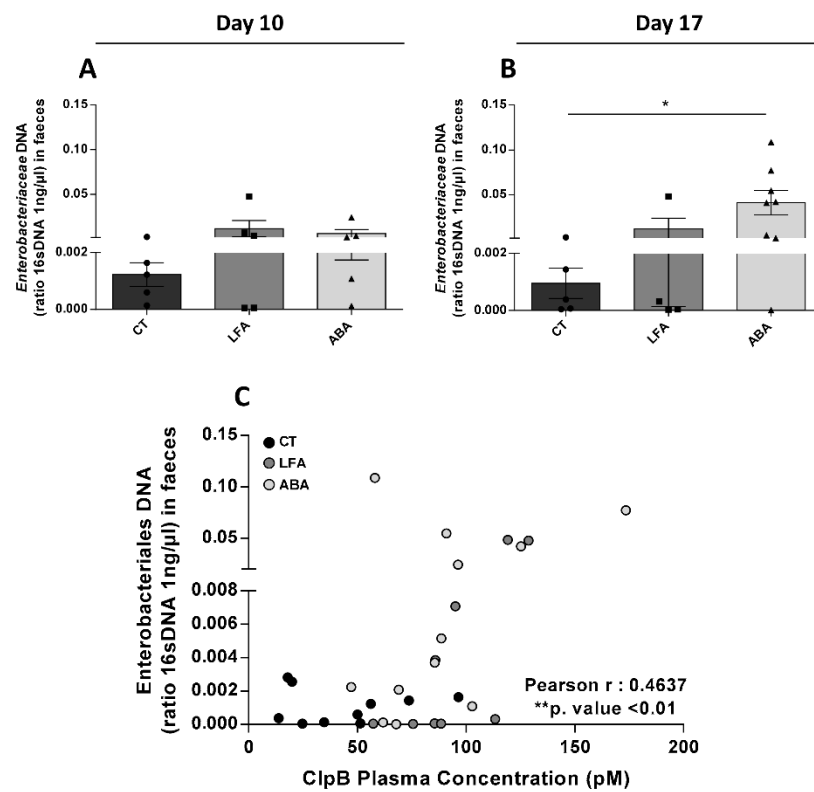 Day 10
Day 17
A
Enterobacteriaceae DNA
(ratio 16sDNA 1ng/µl) in faeces
0.15
0.10
0.05
0.002
0.000
CT
LFA
ABA
B
Enterobacteriaceae DNA
(ratio 16sDNA 1ng/µl) in faeces
0.15
0.10
0.05
0.002
0.000
*
CT
LFA
ABA
C
Enterobacteriales DNA
(ratio 16sDNA 1ng/µl) in faeces
0.15
0.10
0.05
0.008
0.006
0.004
0.002
0.000
CT
LFA
ABA
Pearson r : 0.4637
**p. value <0.01
0
50
100
150
200
ClpB Plasma Concentration (pM)